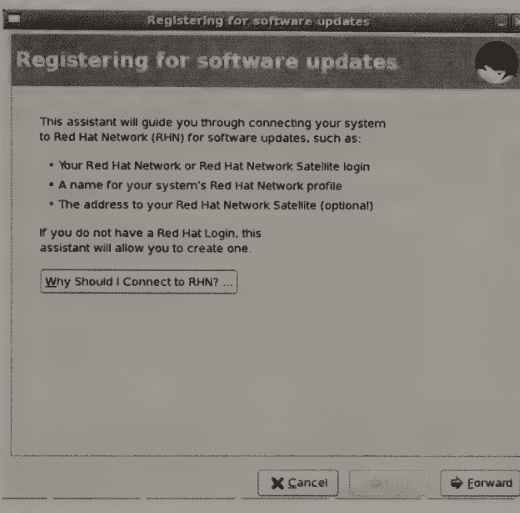 Registering for software updates
Registering for software updates
This assistant will guide you through connecting your system
to Red Hat Network (RHN) for software updates, such as:
• Your Red Hat Network or Red Hat Network Satellite login
• A name for your system's Red Hat Network profile
• The address to your Red Hat Network Satellite (optional)
If you do not have a Red Hat Login, this
assistant will allow you to create one.
Why Should I Connect to RHN? ...
Cancel
Forward